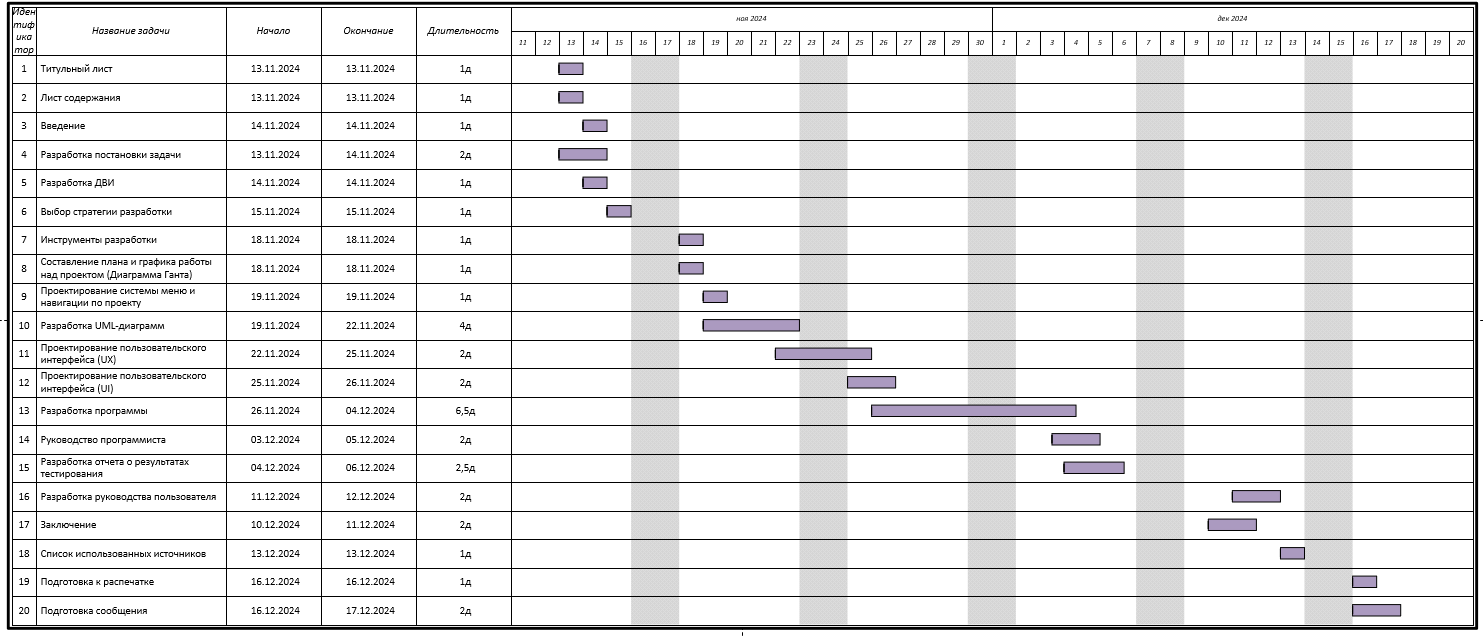 Иден
тиф
ика
тор
Название задачи
Начало
Окончание
Длительность
ноя 2024
дек 2024
11 12 13 14 15 16 17 18 19 20 21 22 23 24 25 26 27 28 29 30 1 2 3 4 5 6 7 8 9 10 11 12 13 14 15 16 17 18 19 20
1 Титульный лист 13.11.2024 13.11.2024 1д
2 Лист содержания 13.11.2024 13.11.2024 1д
3 Введение 14.11.2024 14.11.2024 1д
4 Разработка постановки задачи 13.11.2024 14.11.2024 2д
5 Разработка ДВИ 14.11.2024 14.11.2024 1д
6 Выбор стратегии разработки 15.11.2024 15.11.2024 1д
7 Инструменты разработки 18.11.2024 18.11.2024 1д
8 Составление плана и графика работы
над проектом (Диаграмма Ганта) 18.11.2024 18.11.2024 1д
9 Проектирование системы меню и
навигации по проекту 19.11.2024 19.11.2024 1д
10 Разработка UML-диаграмм 19.11.2024 22.11.2024 4д
11 Проектирование пользовательского
интерфейса (UX) 22.11.2024 25.11.2024 2д
12 Проектирование пользовательского
интерфейса (UI) 25.11.2024 26.11.2024 2д
13 Разработка программы 26.11.2024 04.12.2024 6,5д
14 Руководство программиста 03.12.2024 05.12.2024 2д
15 Разработка отчета о результатах
тестирования 04.12.2024 06.12.2024 2,5д
16 Разработка руководства пользователя 11.12.2024 12.12.2024 2д
17 Заключение 10.12.2024 11.12.2024 2д
18 Список использованных источников 13.12.2024 13.12.2024 1д
19 Подготовка к распечатке 16.12.2024 16.12.2024 1д
20 Подготовка сообщения 16.12.2024 17.12.2024 2д